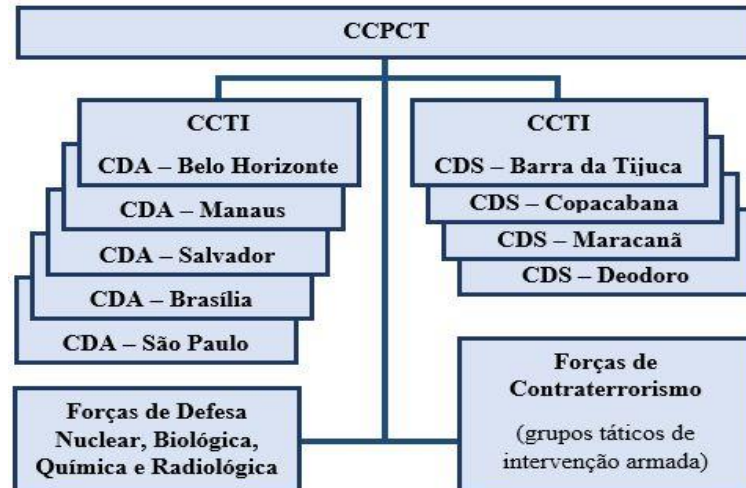 CCPCT
CCTI
CDA – Belo Horizonte
CDA – Manaus
CDA – Salvador
CDA – Brasília
CDA – São Paulo
CCTI
CDS – Barra da Tijuca
CDS – Copacabana
CDS – Maracanã
CDS – Deodoro
Forças de Defesa
Nuclear, Biológica,
Química e Radiológica
Forças de
Contraterrorismo
(grupos táticos de
intervenção armada)